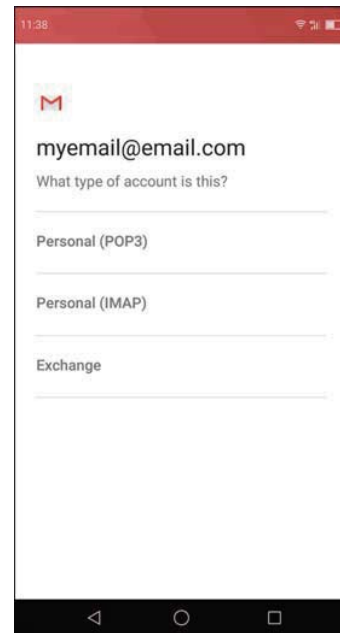 11:38
myemail@email.com
What type of account is this?
Personal (POP3)
Personal (IMAP)
Exchange